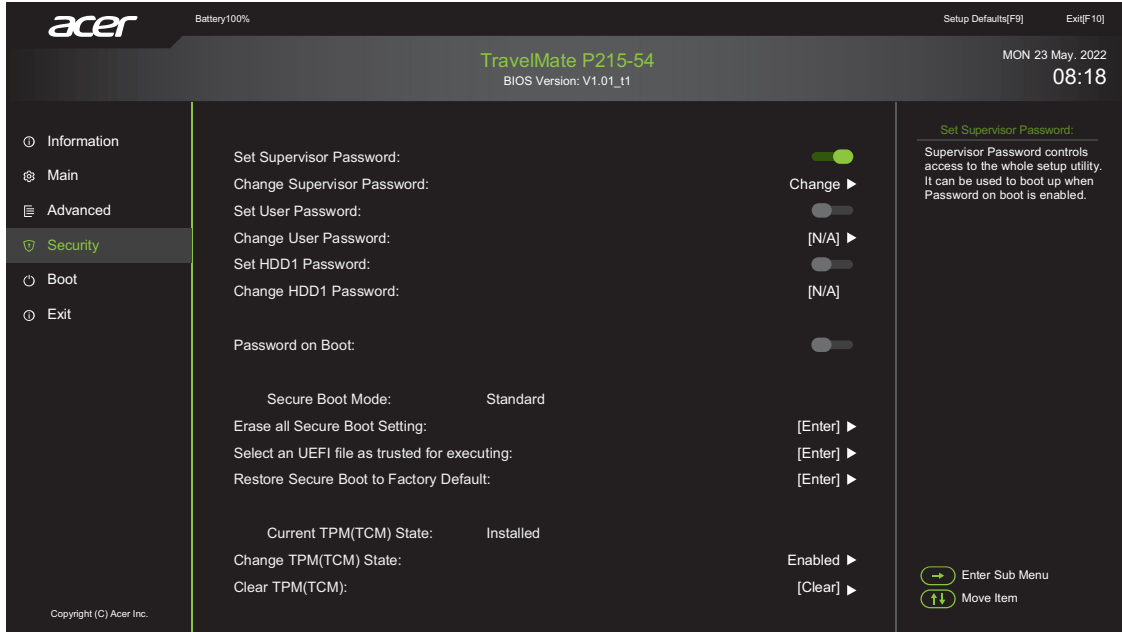 acer
Battery100%
Setup Defaults[F9]
Exit[F10]
TravelMate P215-54
BIOS Version: V1.01_t1
MON 23 May. 2022
08:18
Information
Main
Advanced
Security
Boot
Exit
Set Supervisor Password:
Change Supervisor Password: Change
Set User Password:
Change User Password: [N/A]
Set HDD1 Password:
Change HDD1 Password: [N/A]
Password on Boot:
Secure Boot Mode: Standard
Erase all Secure Boot Setting: [Enter]
Select an UEFI file as trusted for executing: [Enter]
Restore Secure Boot to Factory Default: [Enter]
Current TPM(TCM) State: Installed
Change TPM(TCM) State: Enabled
Clear TPM(TCM): [Clear]
Set Supervisor Password:
Supervisor Password controls
access to the whole setup utility.
It can be used to boot up when
Password on boot is enabled.
Enter Sub Menu
Move Item
Copyright (C) Acer Inc.